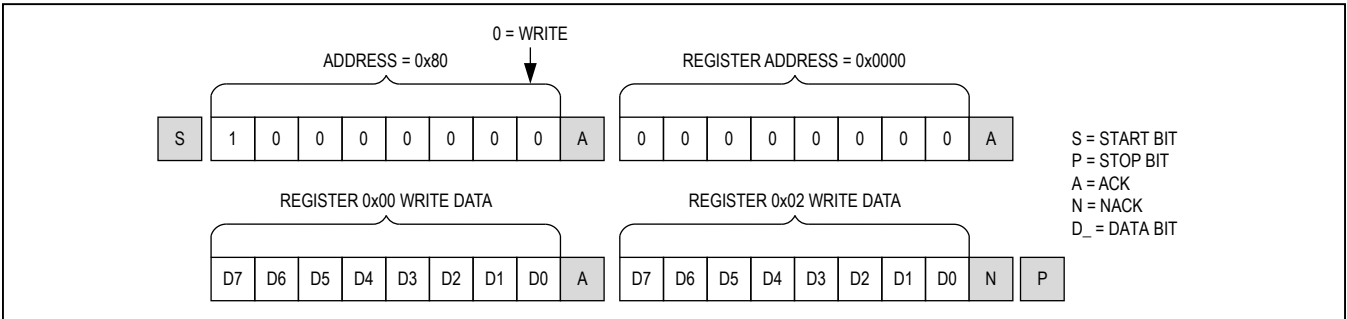 0 = WRITE
ADDRESS = 0x80
REGISTER ADDRESS = 0x0000
S 1 0 0 0 0 0 0 0 A 0 0 0 0 0 0 0 0 A
REGISTER 0x00 WRITE DATA
REGISTER 0x02 WRITE DATA
D7 D6 D5 D4 D3 D2 D1 D0 A D7 D6 D5 D4 D3 D2 D1 D0 N P
S = START BIT
P = STOP BIT
A = ACK
N = NACK
D_ = DATA BIT